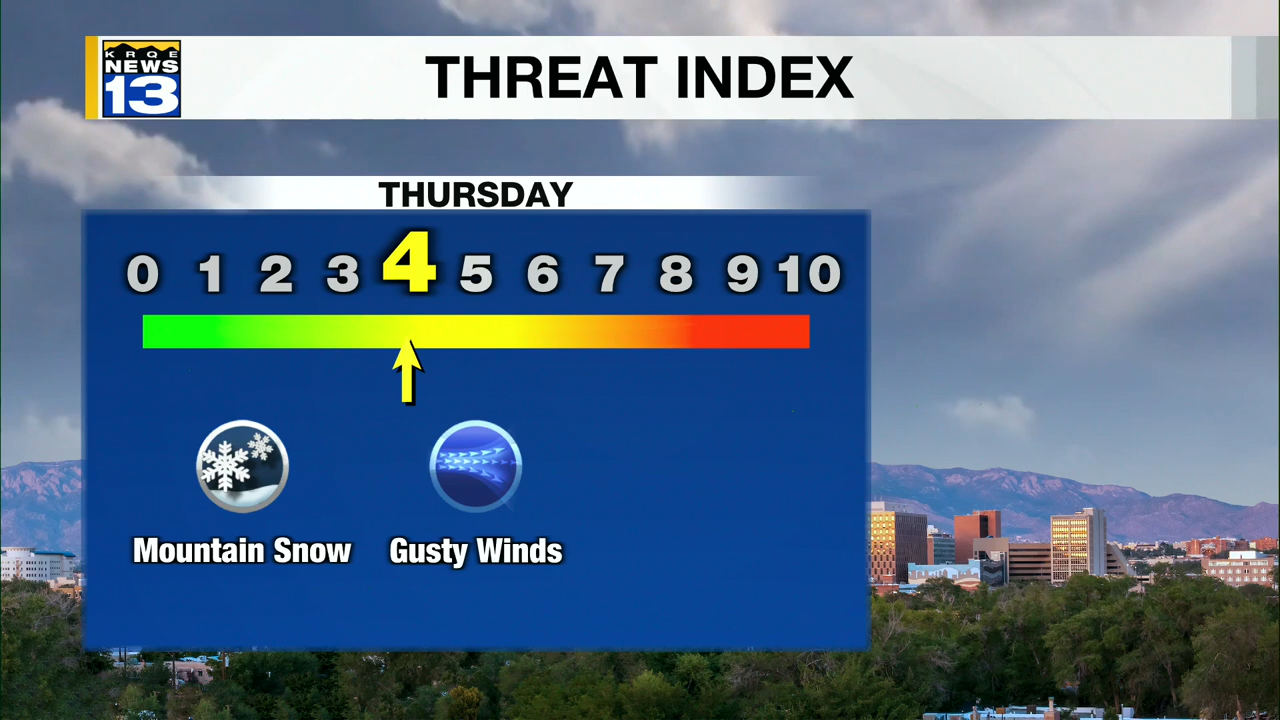 KRQE
NEWS
13
THREAT INDEX
THURSDAY
0 1 2 3 4 5 6 7 8 9 10
Mountain Snow Gusty Winds